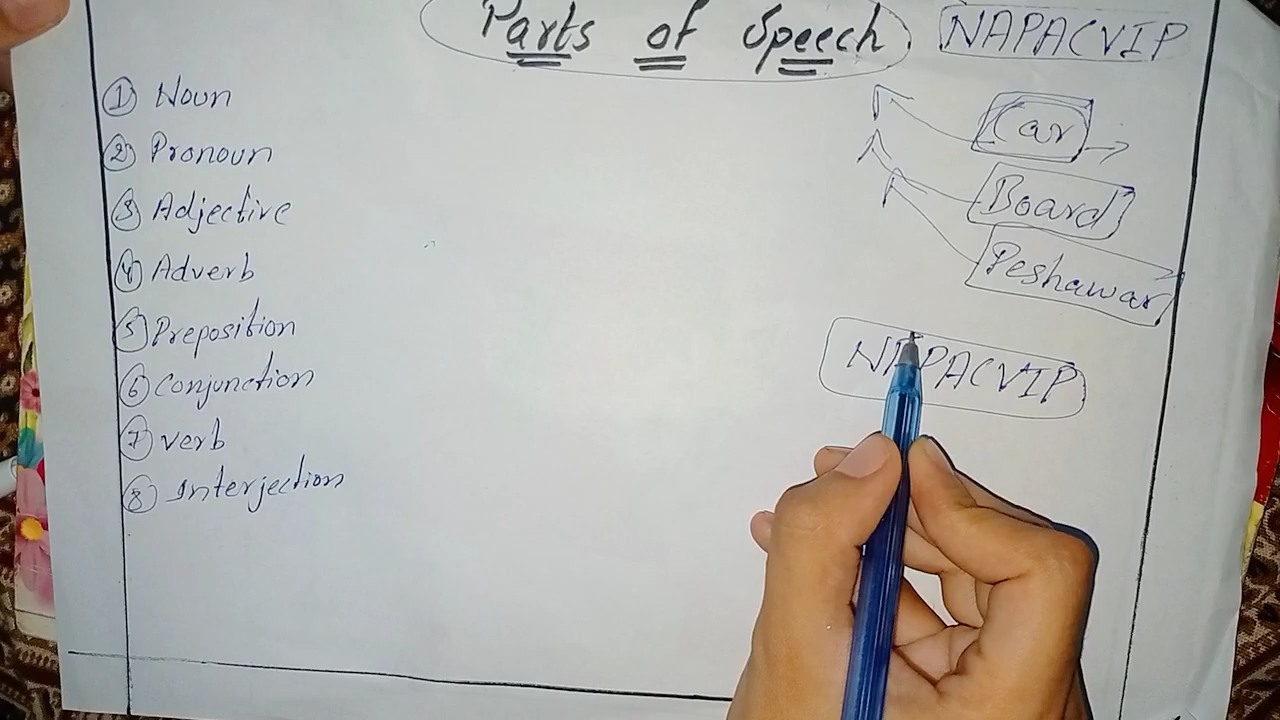 Parts of Speech NAPACVIP
1 Noun
2 Pronoun
3 Adjective
4 Adverb
5 Preposition
6 Conjunction
7 Verb
8 Interjection
Car
Board
Peshawar
NAPACVIP